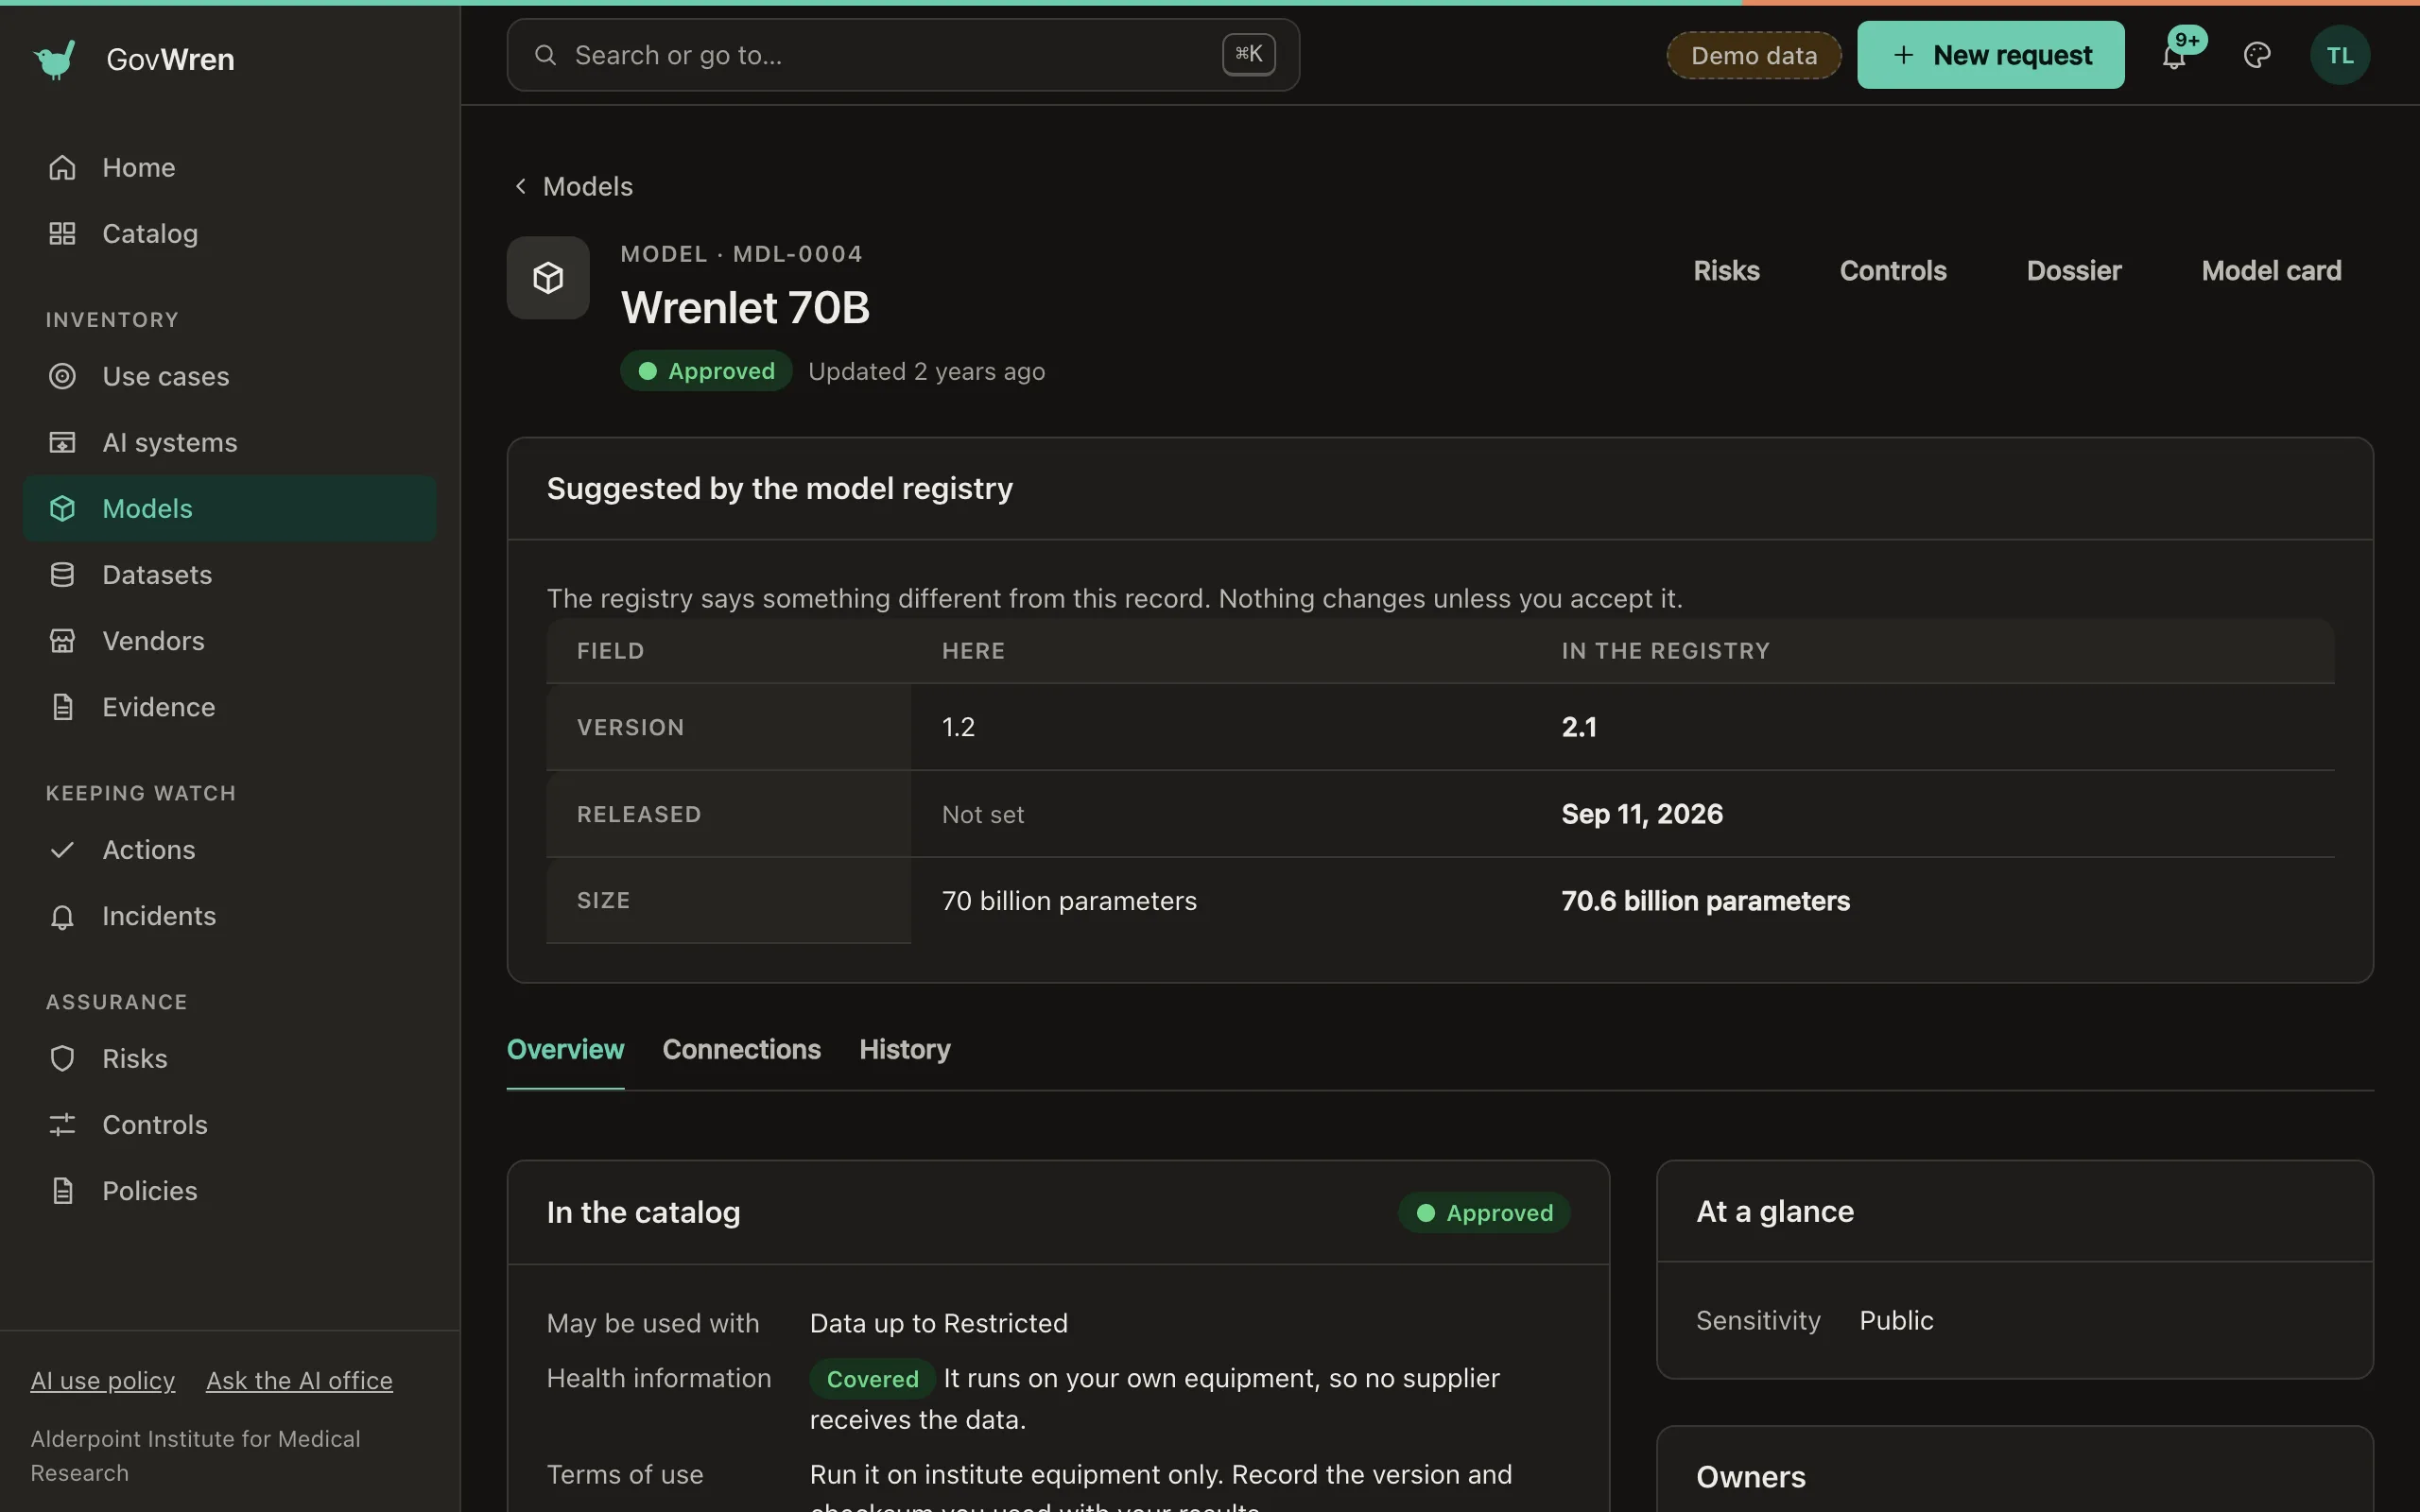 GovWren
Search or go to...
⌘K
Demo data
+ New request
9+
TL
Home
Catalog
INVENTORY
Use cases
AI systems
Models
Datasets
Vendors
Evidence
KEEPING WATCH
Actions
Incidents
ASSURANCE
Risks
Controls
Policies
AI use policy
Ask the AI office
Alderpoint Institute for Medical
Research
Models
MODEL · MDL-0004
Wrenlet 70B
Approved
Updated 2 years ago
Risks
Controls
Dossier
Model card
Suggested by the model registry
The registry says something different from this record. Nothing changes unless you accept it.
FIELD HERE IN THE REGISTRY
VERSION 1.2 2.1
RELEASED Not set Sep 11, 2026
SIZE 70 billion parameters 70.6 billion parameters
Overview
Connections
History
In the catalog
Approved
May be used with Data up to Restricted
Health information Covered It runs on your own equipment, so no supplier
receives the data.
Terms of use Run it on institute equipment only. Record the version and
At a glance
Sensitivity Public
Owners